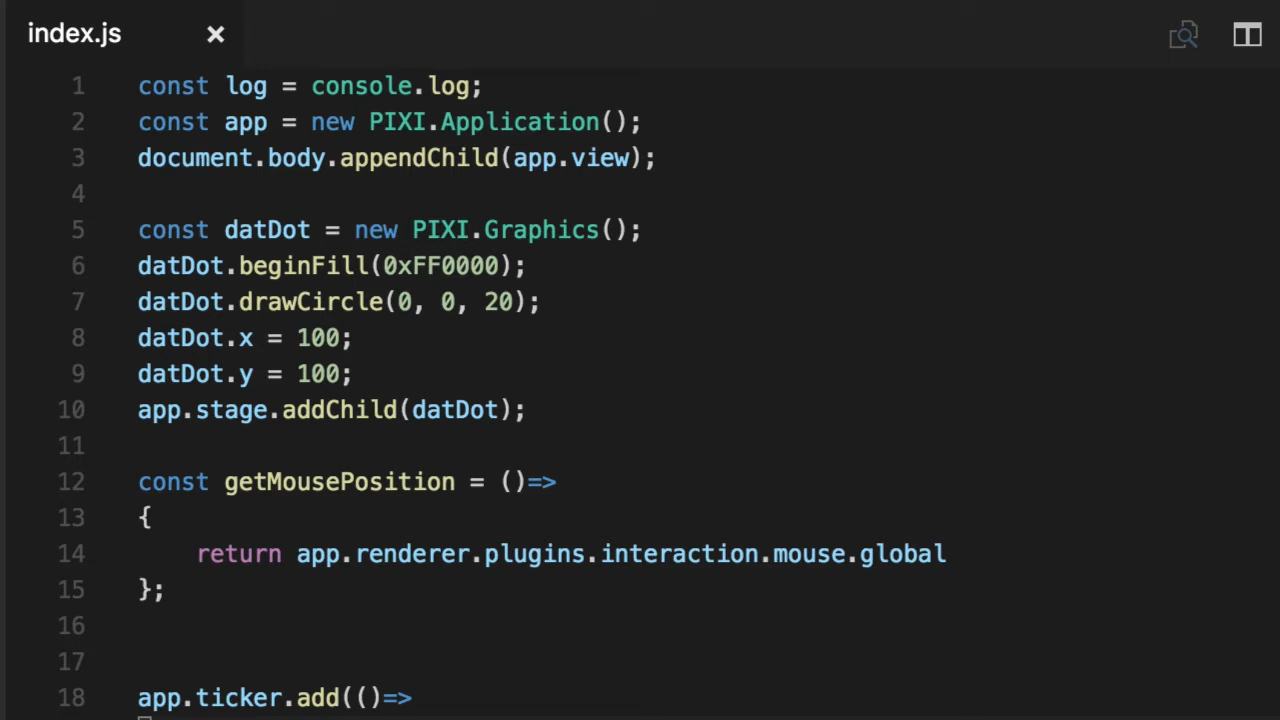 index.js ×
1 const log = console.log;
2 const app = new PIXI.Application();
3 document.body.appendChild(app.view);
4
5 const datDot = new PIXI.Graphics();
6 datDot.beginFill(0xFF0000);
7 datDot.drawCircle(0, 0, 20);
8 datDot.x = 100;
9 datDot.y = 100;
10 app.stage.addChild(datDot);
11
12 const getMousePosition = ()=>
13 {
14     return app.renderer.plugins.interaction.mouse.global
15 };
16
17
18 app.ticker.add(()=>